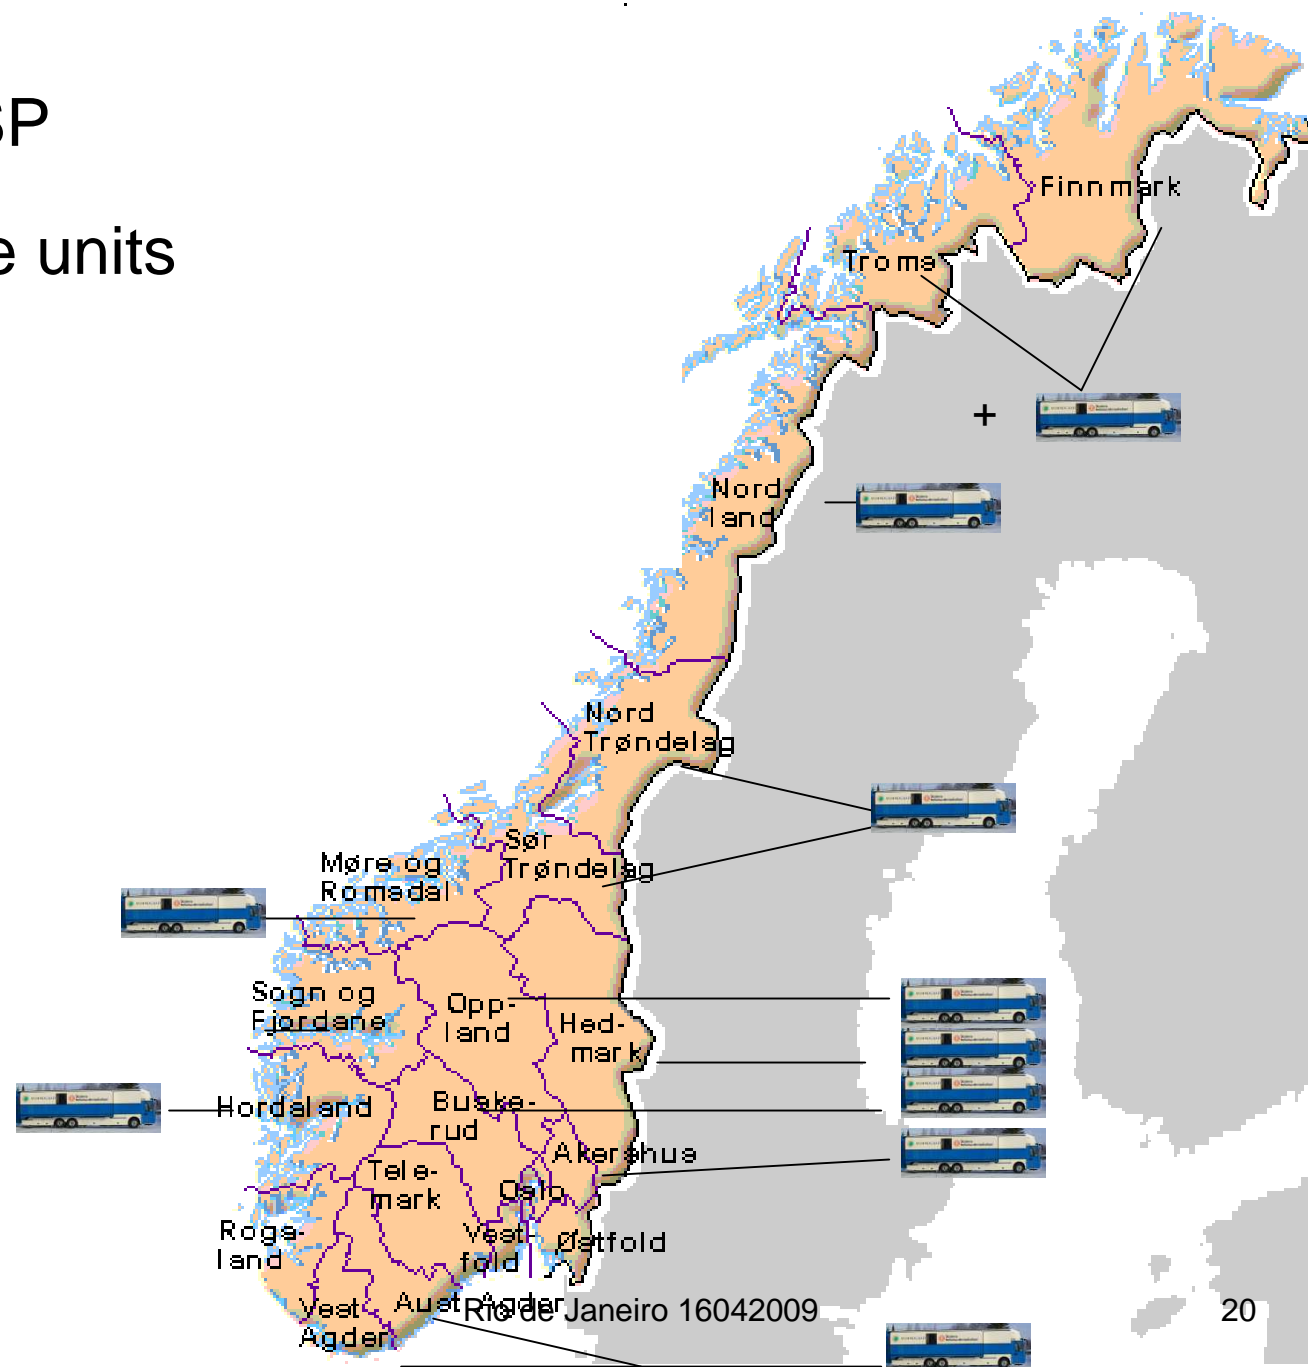 SP
e units
Finnmark
Troms
+
Nord-
land
Nord
Trøndelag
Sør
Trøndelag
Møre og
Romsdal
Sogn og
Fjordane
Opp-
land
Hed-
mark
Hordaland
Buske-
rud
Akershus
Tele-
mark
Oslo
Roga-
land
Vest-
fold
Østfold
Vest
Agder
Aust Agder
Rio de Janeiro 16042009
20